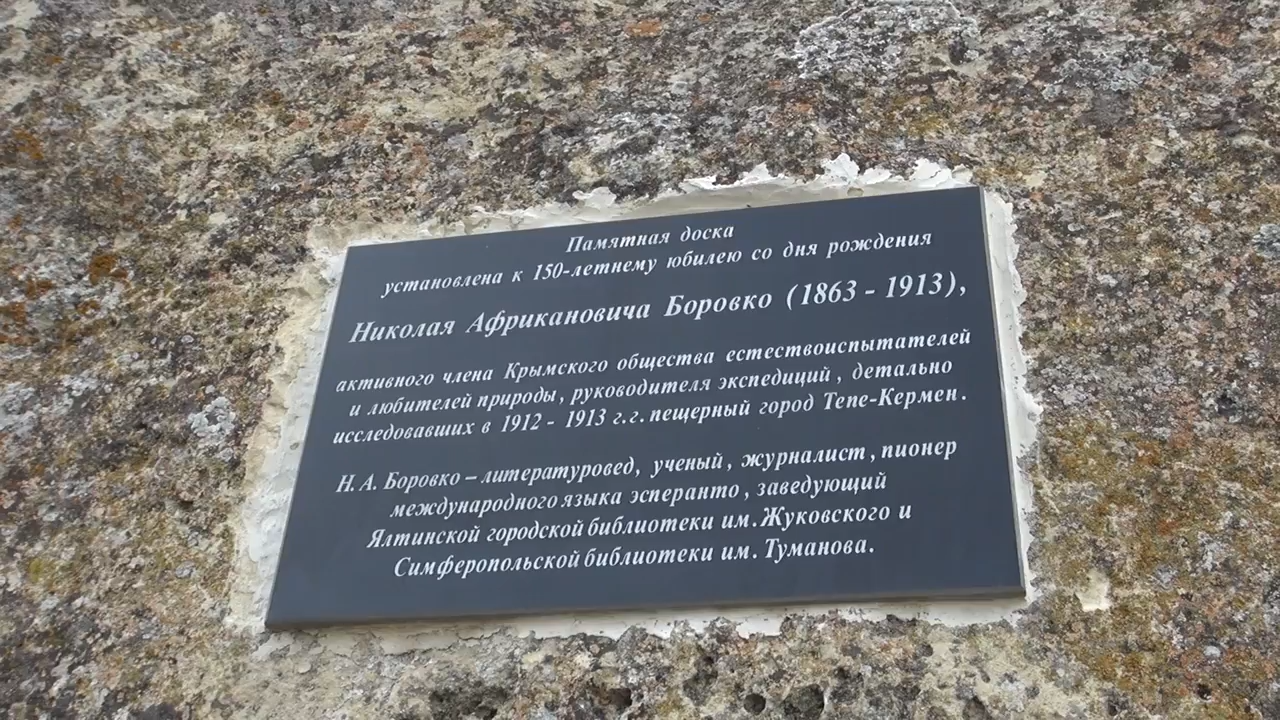 Памятная доска
установлена к 150-летнему юбилею со дня рождения
Николая Африкановича Боровко (1863 - 1913),
активного члена Крымского общества естествоиспытателей
и любителей природы, руководителя экспедиций, детально
исследовавших в 1912 - 1913 г.г. пещерный город Тепе-Кермен.
Н. А. Боровко – литературовед, ученый, журналист, пионер
международного языка эсперанто, заведующий
Ялтинской городской библиотеки им. Жуковского и
Симферопольской библиотеки им. Туманова.